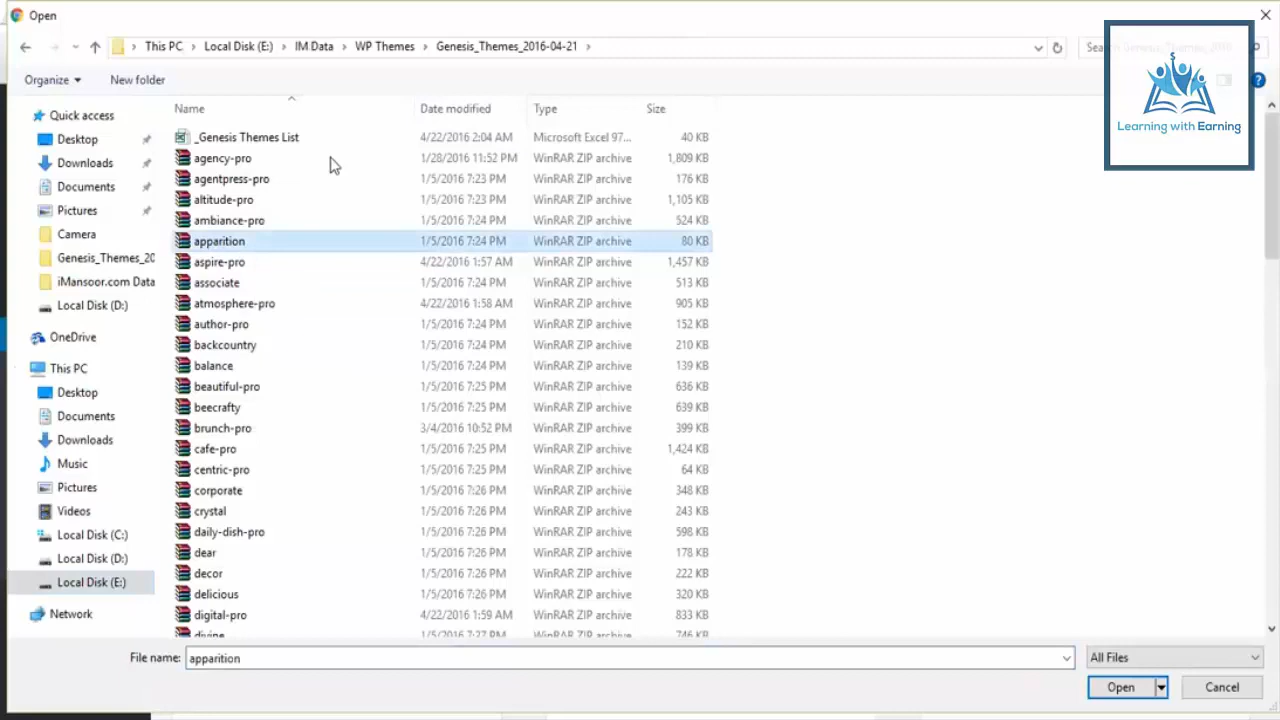 Open
This PC > Local Disk (E:) > IM Data > WP Themes > Genesis_Themes_2016-04-21 >
Learning with Earning
Organize New folder
Name Date modified Type Size
Quick access
Desktop
Downloads
Documents
Pictures
Camera
Genesis_Themes_20
iMansoor.com Data
Local Disk (D:)
OneDrive
This PC
Desktop
Documents
Downloads
Music
Pictures
Videos
Local Disk (C:)
Local Disk (D:)
Local Disk (E:)
Network
_Genesis Themes List 4/22/2016 2:04 AM Microsoft Excel 97... 40 KB
agency-pro 1/28/2016 11:52 PM WinRAR ZIP archive 1,809 KB
agentpress-pro 1/5/2016 7:23 PM WinRAR ZIP archive 176 KB
altitude-pro 1/5/2016 7:23 PM WinRAR ZIP archive 1,105 KB
ambiance-pro 1/5/2016 7:24 PM WinRAR ZIP archive 524 KB
apparition 1/5/2016 7:24 PM WinRAR ZIP archive 80 KB
aspire-pro 4/22/2016 1:57 AM WinRAR ZIP archive 1,457 KB
associate 1/5/2016 7:24 PM WinRAR ZIP archive 513 KB
atmosphere-pro 4/22/2016 1:58 AM WinRAR ZIP archive 905 KB
author-pro 1/5/2016 7:24 PM WinRAR ZIP archive 152 KB
backcountry 1/5/2016 7:24 PM WinRAR ZIP archive 210 KB
balance 1/5/2016 7:24 PM WinRAR ZIP archive 139 KB
beautiful-pro 1/5/2016 7:25 PM WinRAR ZIP archive 636 KB
beecrafty 1/5/2016 7:25 PM WinRAR ZIP archive 639 KB
brunch-pro 3/4/2016 10:52 PM WinRAR ZIP archive 399 KB
cafe-pro 1/5/2016 7:25 PM WinRAR ZIP archive 1,424 KB
centric-pro 1/5/2016 7:25 PM WinRAR ZIP archive 64 KB
corporate 1/5/2016 7:26 PM WinRAR ZIP archive 348 KB
crystal 1/5/2016 7:26 PM WinRAR ZIP archive 243 KB
daily-dish-pro 1/5/2016 7:26 PM WinRAR ZIP archive 598 KB
dear 1/5/2016 7:26 PM WinRAR ZIP archive 178 KB
decor 1/5/2016 7:26 PM WinRAR ZIP archive 222 KB
delicious 1/5/2016 7:26 PM WinRAR ZIP archive 320 KB
digital-pro 4/22/2016 1:59 AM WinRAR ZIP archive 833 KB
divine 1/5/2016 7:27 PM WinRAR ZIP archive 746 KB
File name: apparition All Files
Open Cancel